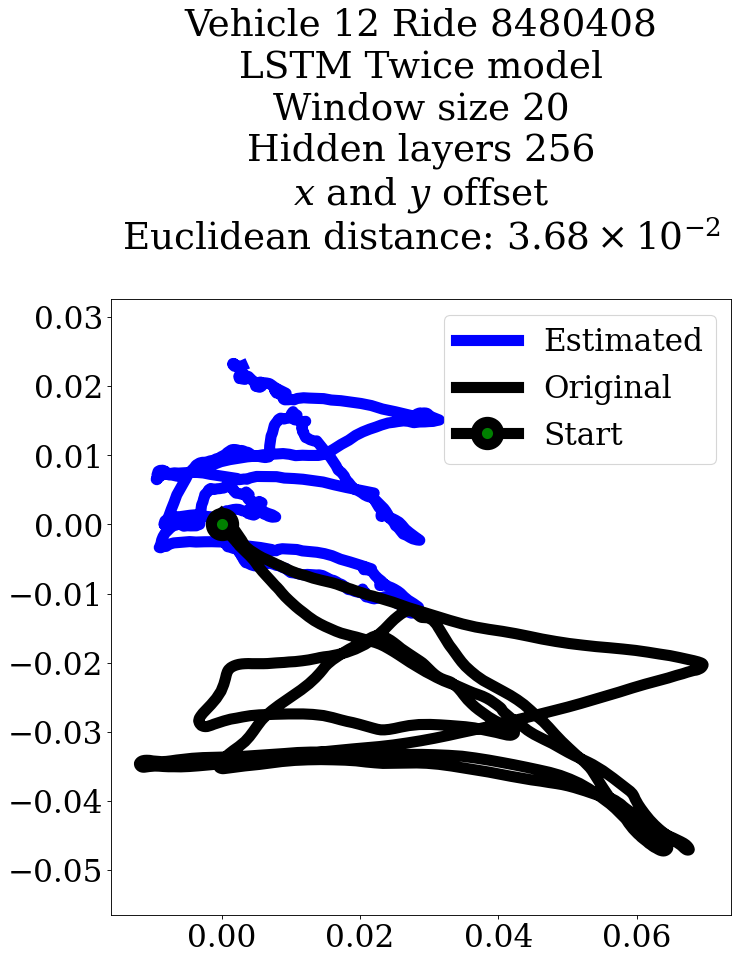 Vehicle 12 Ride 8480408
LSTM Twice model
Window size 20
Hidden layers 256
x and y offset
Euclidean distance: 3.68 × 10⁻²
Estimated
Original
Start
0.03
0.02
0.01
0.00
−0.01
−0.02
−0.03
−0.04
−0.05
0.00 0.02 0.04 0.06